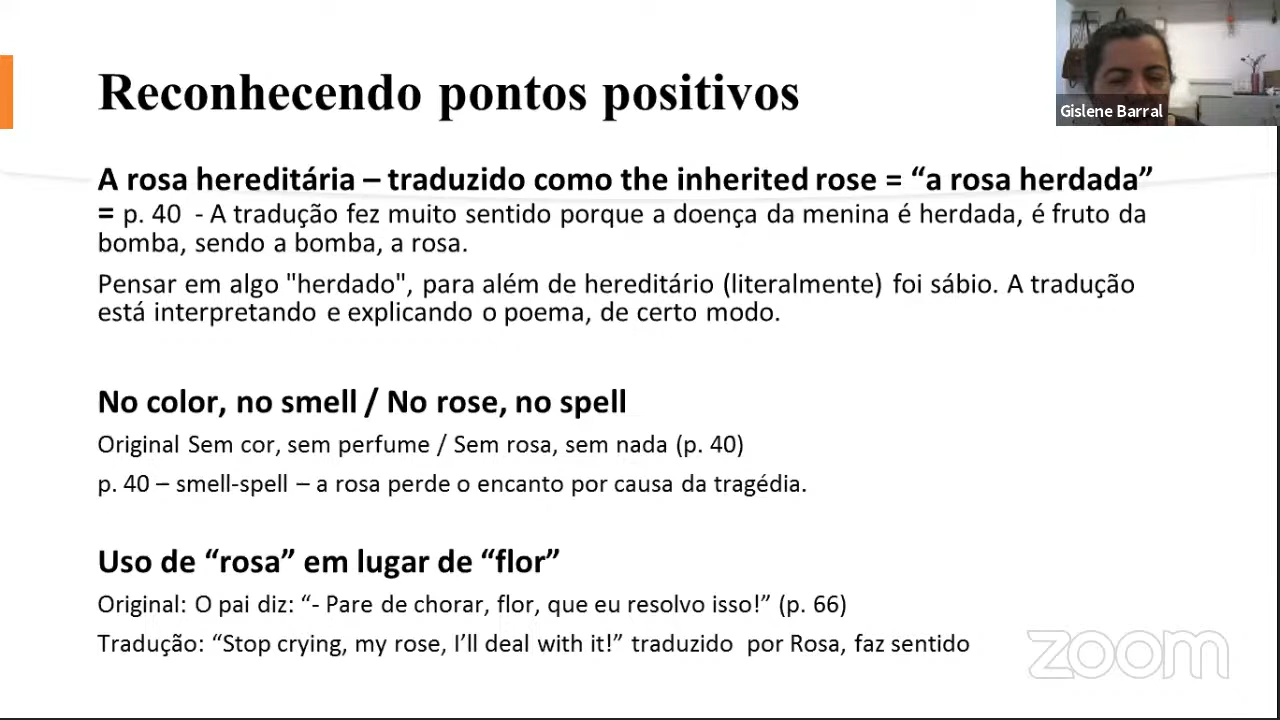 Reconhecendo pontos positivos
Gislene Barral
A rosa hereditária – traduzido como the inherited rose = “a rosa herdada”
= p. 40 - A tradução fez muito sentido porque a doença da menina é herdada, é fruto da
bomba, sendo a bomba, a rosa.
Pensar em algo "herdado", para além de hereditário (literalmente) foi sábio. A tradução
está interpretando e explicando o poema, de certo modo.
No color, no smell / No rose, no spell
Original Sem cor, sem perfume / Sem rosa, sem nada (p. 40)
p. 40 – smell-spell – a rosa perde o encanto por causa da tragédia.
Uso de “rosa” em lugar de “flor”
Original: O pai diz: “- Pare de chorar, flor, que eu resolvo isso!” (p. 66)
Tradução: “Stop crying, my rose, I’ll deal with it!” traduzido por Rosa, faz sentido
zoom